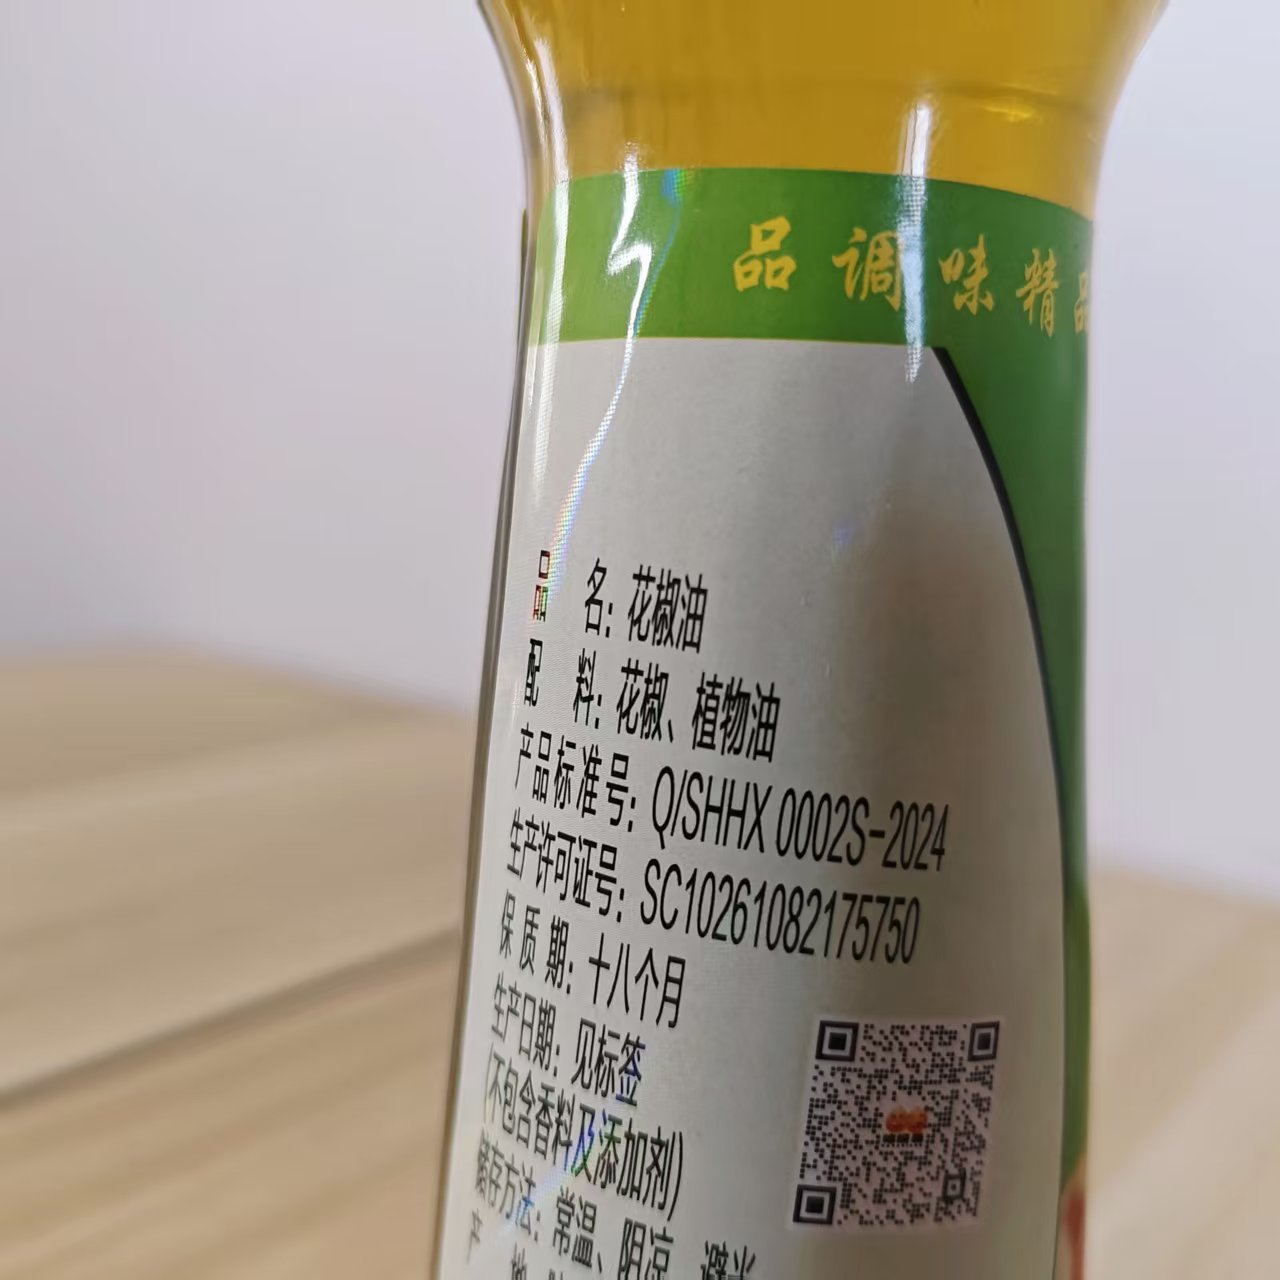 品调味精品
品 名：花椒油
配 料：花椒、植物油
产品标准号：Q/SHHX 0002S-2024
生产许可证号：SC10261082175750
保质期：十八个月
生产日期：见标签
(不包含香料及添加剂)
储存方法：常温、阴凉、避光
产 地：